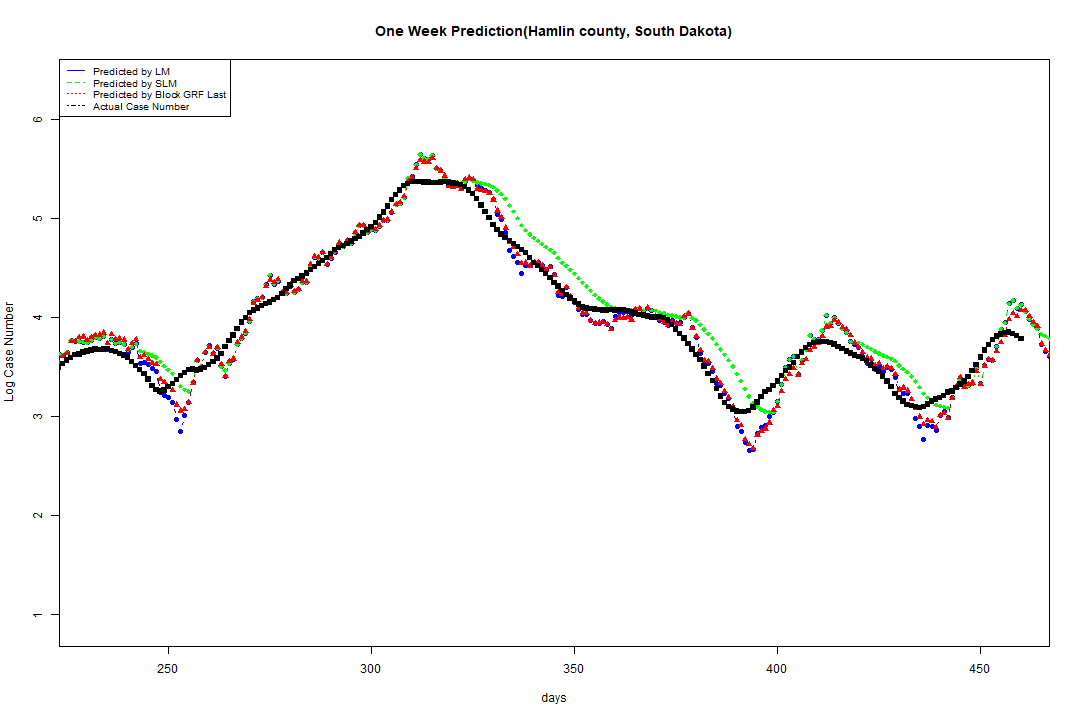 One Week Prediction(Hamlin county, South Dakota)
Predicted by LM
Predicted by SLM
Predicted by Block GRF Last
Actual Case Number
Log Case Number
6
5
4
3
2
1
250 300 350 400 450
days